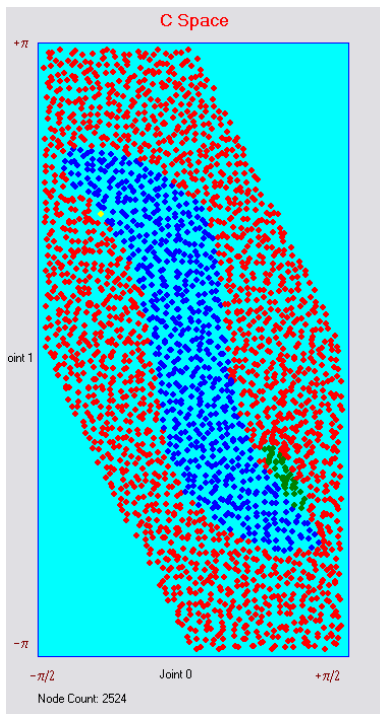 C Space
+π
oint 1
-π
-π/2
Joint 0
+π/2
Node Count: 2524